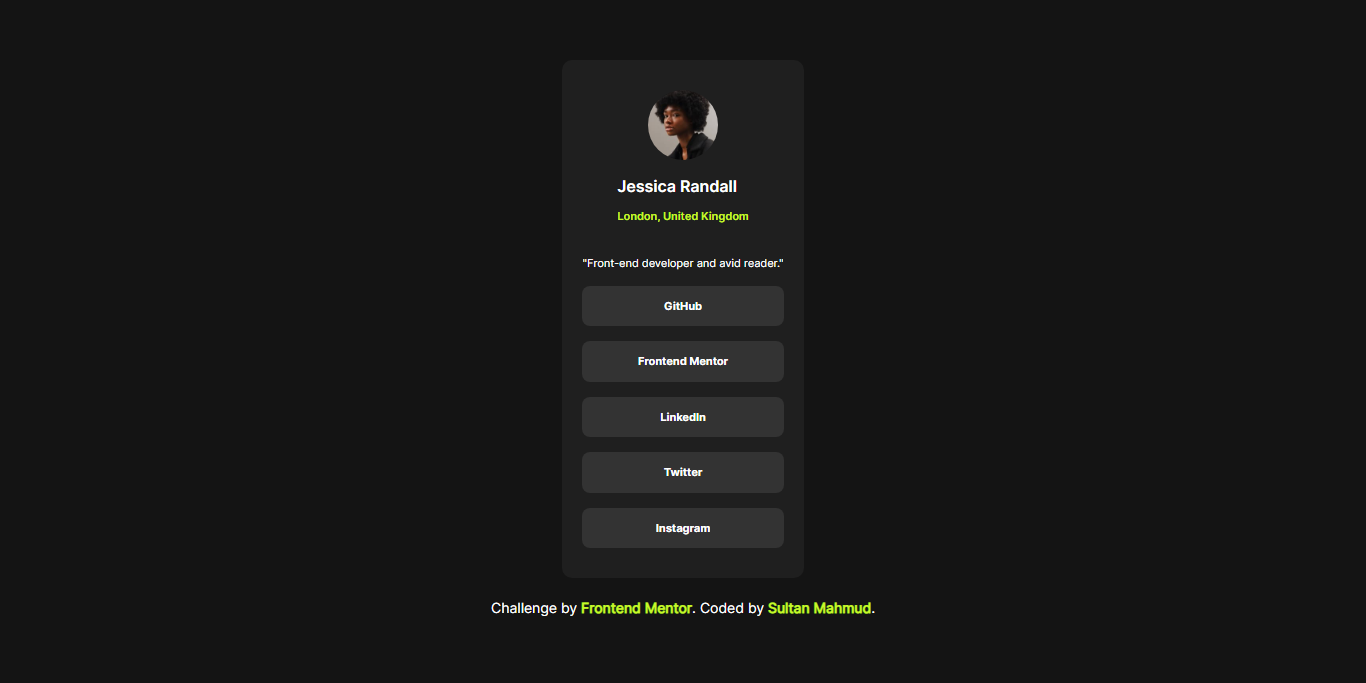 Jessica Randall
London, United Kingdom
"Front-end developer and avid reader."
GitHub
Frontend Mentor
LinkedIn
Twitter
Instagram
Challenge by Frontend Mentor. Coded by Sultan Mahmud.